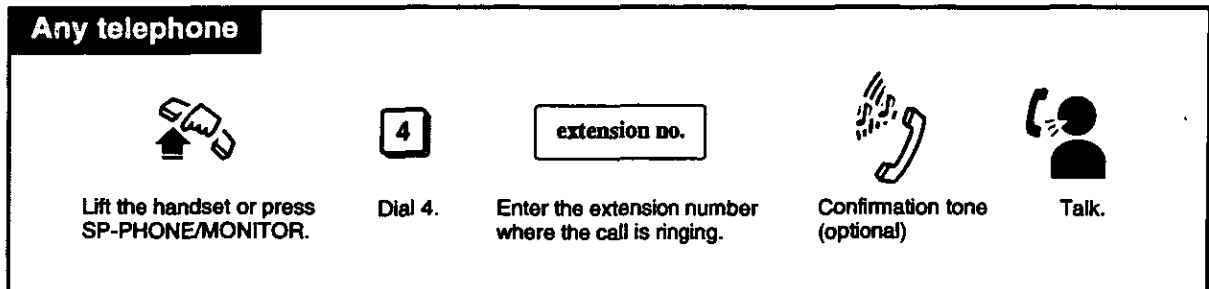 Any telephone
4
extension no.
Lift the handset or press
SP-PHONE/MONITOR.
Dial 4.
Enter the extension number
where the call is ringing.
Confirmation tone
(optional)
Talk.